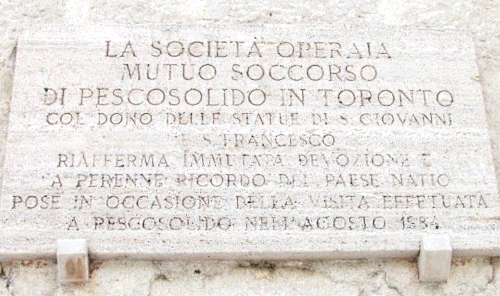 LA SOCIETÀ OPERAIA
MUTUO SOCCORSO
DI PESCOSOLIDO IN TORONTO
COL DONO DELLE STATUE DI S. GIOVANNI
E S. FRANCESCO
RIAFFERMA IMMUTATA DEVOZIONE E
A PERENNE RICORDO DEL PAESE NATIO
POSE IN OCCASIONE DELLA VISITA EFFETUATA
A PESCOSOLIDO NELL'AGOSTO 1984